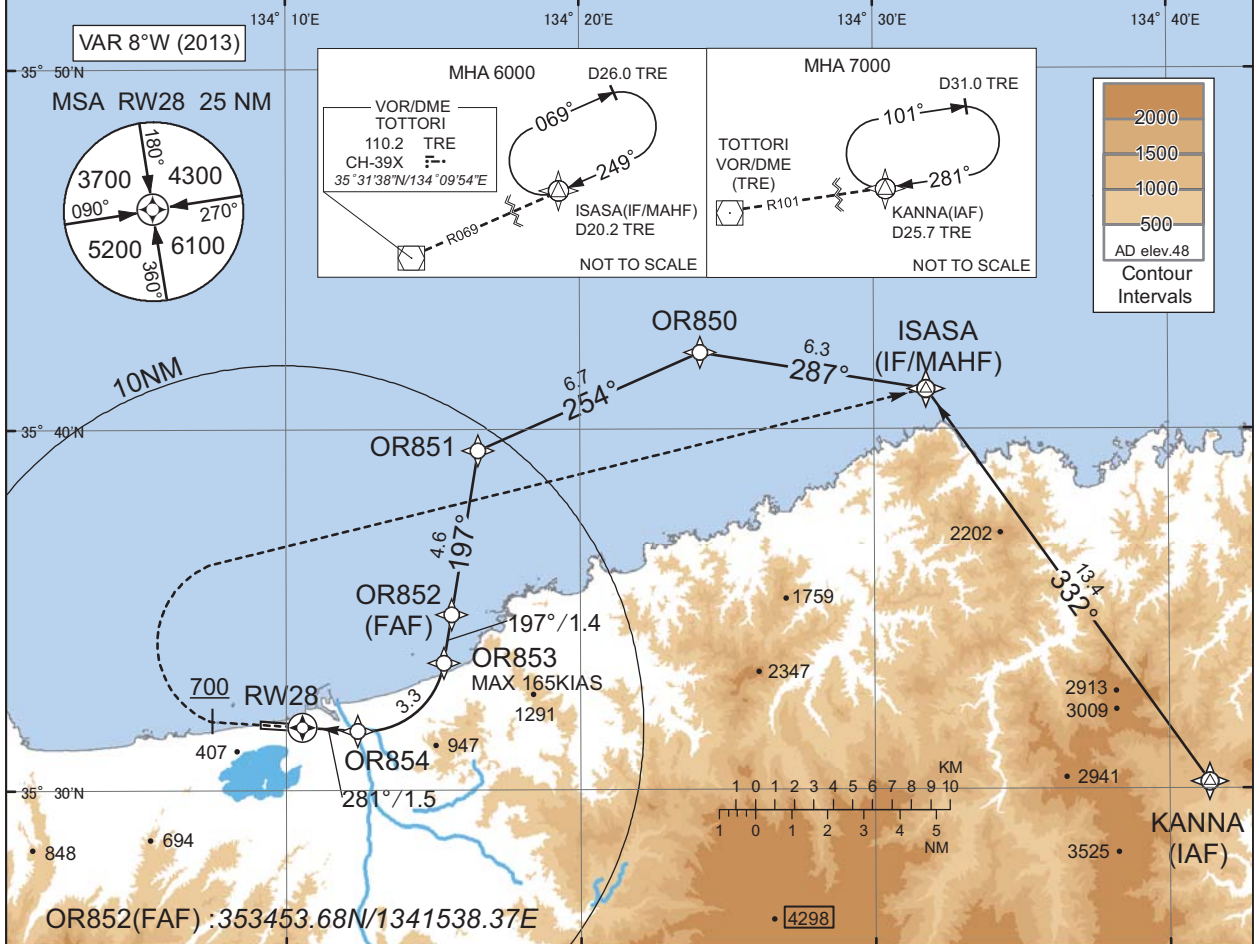 134° 10'E
134° 20'E
134° 30'E
134° 40'E
VAR 8°W (2013)
35° 50'N
MSA RW28 25 NM
180°
3700
4300
090°
270°
5200
6100
360°
MHA 6000
D26.0 TRE
VOR/DME
TOTTORI
110.2 TRE
CH-39X
35°31'38"N/134°09'54"E
069°
249°
ISASA(IF/MAHF)
D20.2 TRE
R069
NOT TO SCALE
MHA 7000
D31.0 TRE
101°
281°
TOTTORI
VOR/DME
(TRE)
R101
KANNA(IAF)
D25.7 TRE
NOT TO SCALE
2000
1500
1000
500
AD elev.48
Contour
Intervals
OR850
ISASA
(IF/MAHF)
6.3
287°
10NM
6.7
254°
35° 40'N
OR851
4.6
197°
2202
13.4
332°
OR852
(FAF)
1759
197°/1.4
OR853
MAX 165KIAS
2347
700
RW28
3.3
1291
2913
3009
407
947
OR854
KM
1 0 1 2 3 4 5 6 7 8 9 10
2941
35° 30'N
281°/1.5
1 0 1 2 3 4 5
NM
KANNA
(IAF)
848
694
3525
OR852(FAF) :353453.68N/1341538.37E
4298